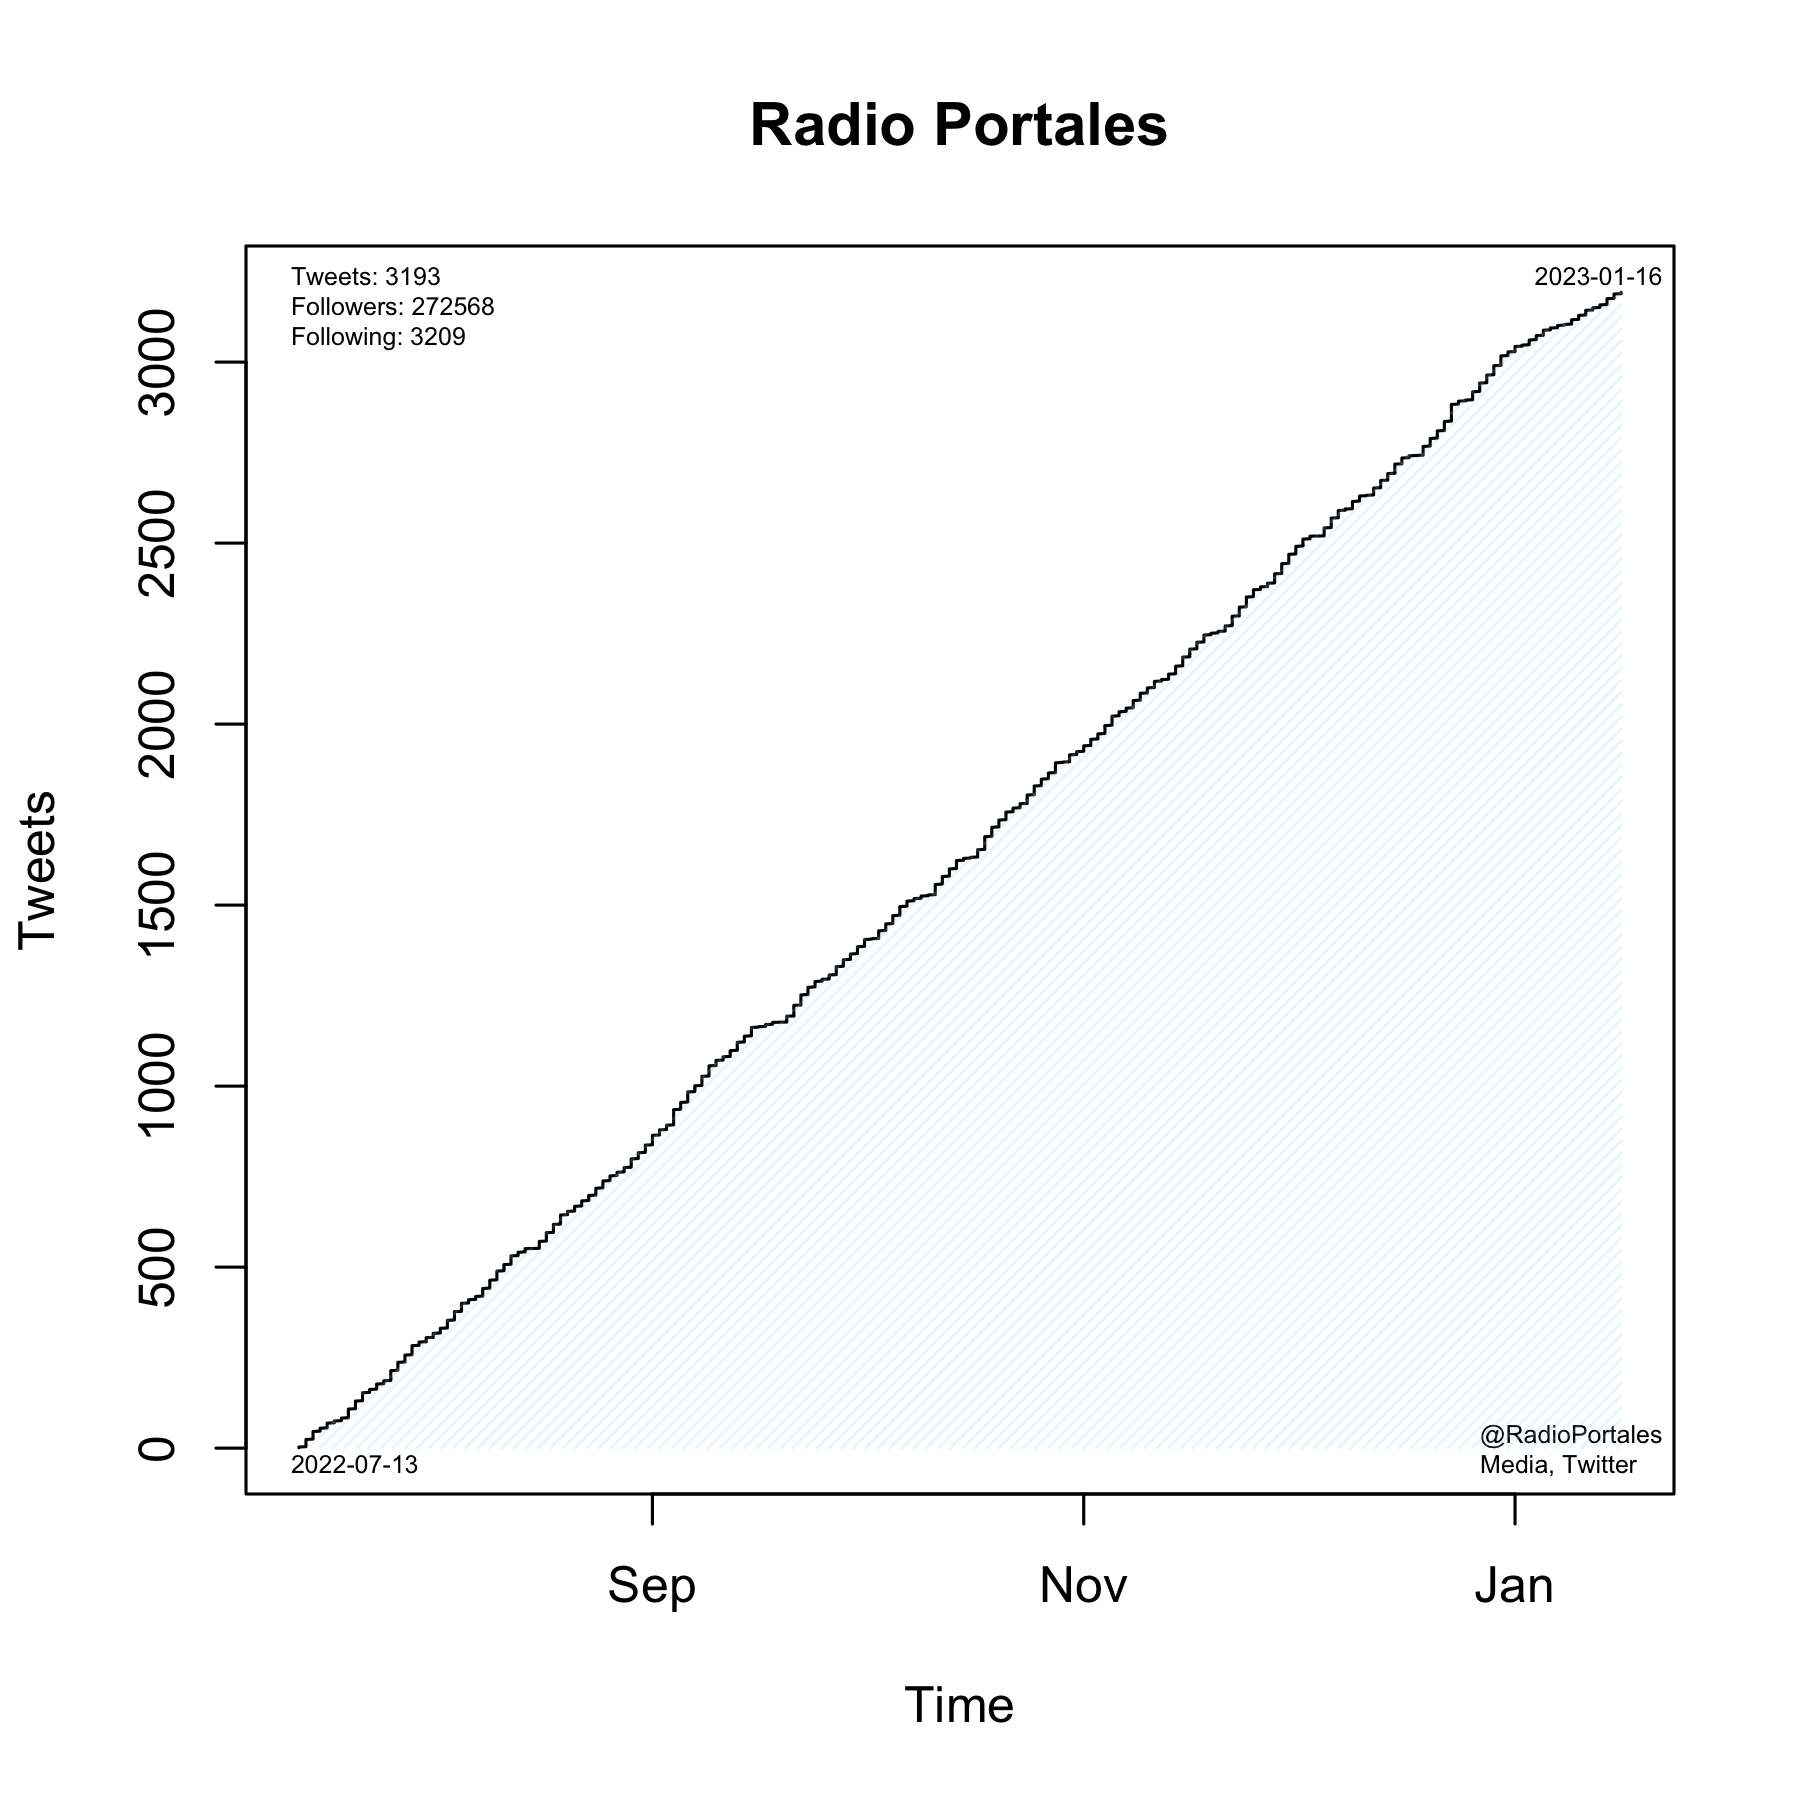 Radio Portales
Tweets: 3193
Followers: 272568
Following: 3209
2023-01-16
3000
2500
2000
1500
1000
500
0
Tweets
2022-07-13
@RadioPortales
Media, Twitter
Sep
Nov
Jan
Time